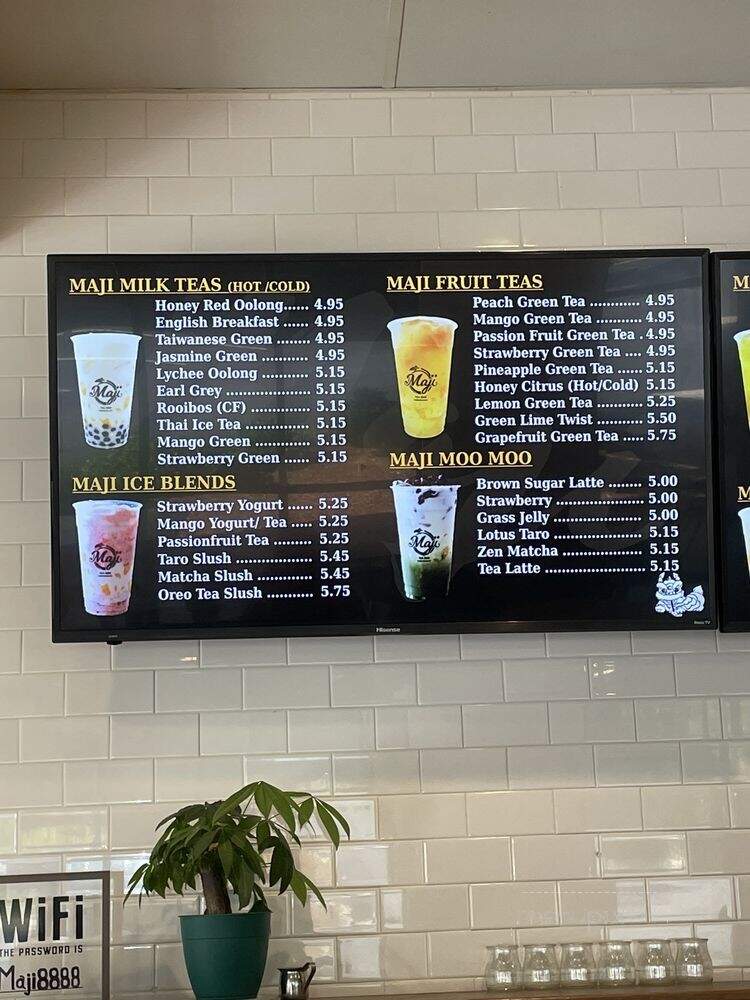 MAJI MILK TEAS (HOT /COLD)
Honey Red Oolong...... 4.95
English Breakfast ...... 4.95
Taiwanese Green ........ 4.95
Jasmine Green ............ 4.95
Lychee Oolong ............ 5.15
Earl Grey ..................... 5.15
Rooibos (CF) ............... 5.15
Thai Ice Tea ................ 5.15
Mango Green ............... 5.15
Strawberry Green ...... 5.15
MAJI ICE BLENDS
Strawberry Yogurt ...... 5.25
Mango Yogurt/ Tea ..... 5.25
Passionfruit Tea ......... 5.25
Taro Slush ................... 5.45
Matcha Slush .............. 5.45
Oreo Tea Slush ........... 5.75
MAJI FRUIT TEAS
Peach Green Tea ............ 4.95
Mango Green Tea ........... 4.95
Passion Fruit Green Tea . 4.95
Strawberry Green Tea .... 4.95
Pineapple Green Tea ...... 5.15
Honey Citrus (Hot/Cold) 5.15
Lemon Green Tea ........... 5.25
Green Lime Twist ........... 5.50
Grapefruit Green Tea ..... 5.75
MAJI MOO MOO
Brown Sugar Latte ........ 5.00
Strawberry .................... 5.00
Grass Jelly ..................... 5.00
Lotus Taro ..................... 5.15
Zen Matcha ................... 5.15
Tea Latte ....................... 5.15
Maji
Maji
Maji
Maji
Hisense
Roku TV
M
M
WiFi
THE PASSWORD IS
Maji8888